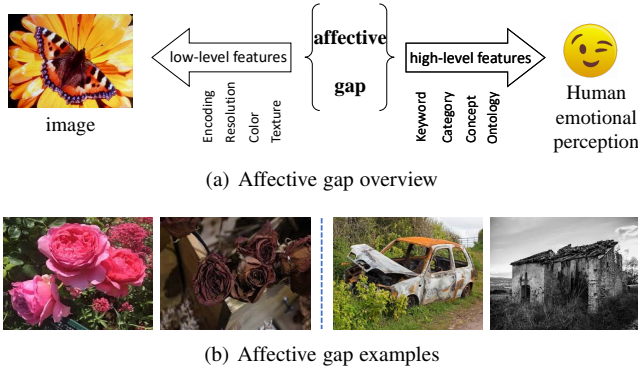 image
low-level features
Encoding
Resolution
Color
Texture
affective
gap
high-level features
Keyword
Category
Concept
Ontology
Human
emotional
perception
(a) Affective gap overview
(b) Affective gap examples